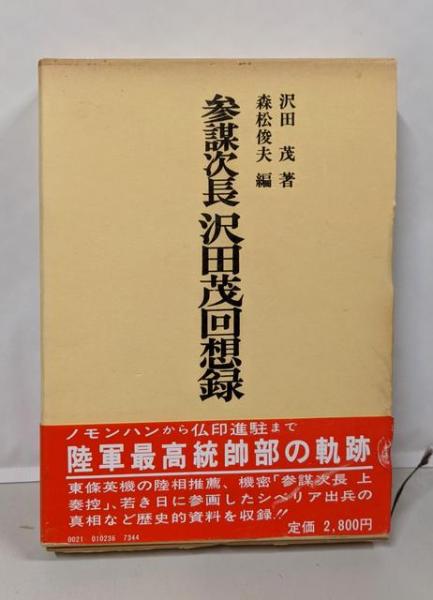 沢田 茂 著
森松俊夫 編
参謀次長 沢田茂回想録
ノモンハンから仏印進駐まで
陸軍最高統帥部の軌跡
東條英機の陸相推薦、機密「参謀次長 上
奏控」、若き日に参画したシベリア出兵の
真相など歴史的資料を収録!!
定価 2,800円
0021 010236 7344